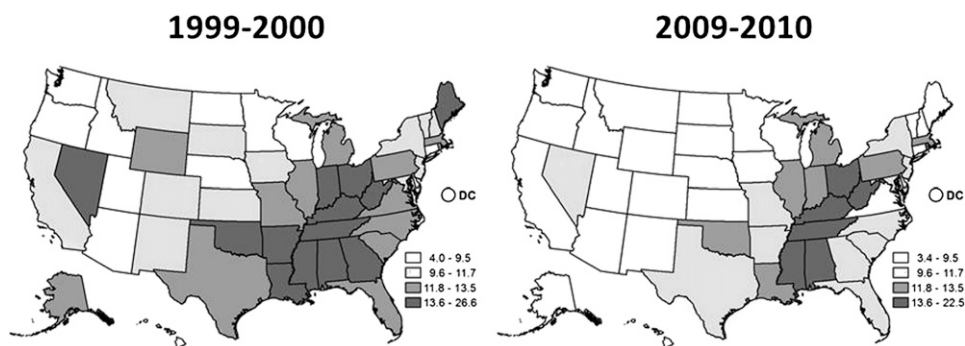 1999-2000
2009-2010
DC
4.0 - 9.5
9.6 - 11.7
11.8 - 13.5
13.6 - 26.6
DC
3.4 - 9.5
9.6 - 11.7
11.8 - 13.5
13.6 - 22.5